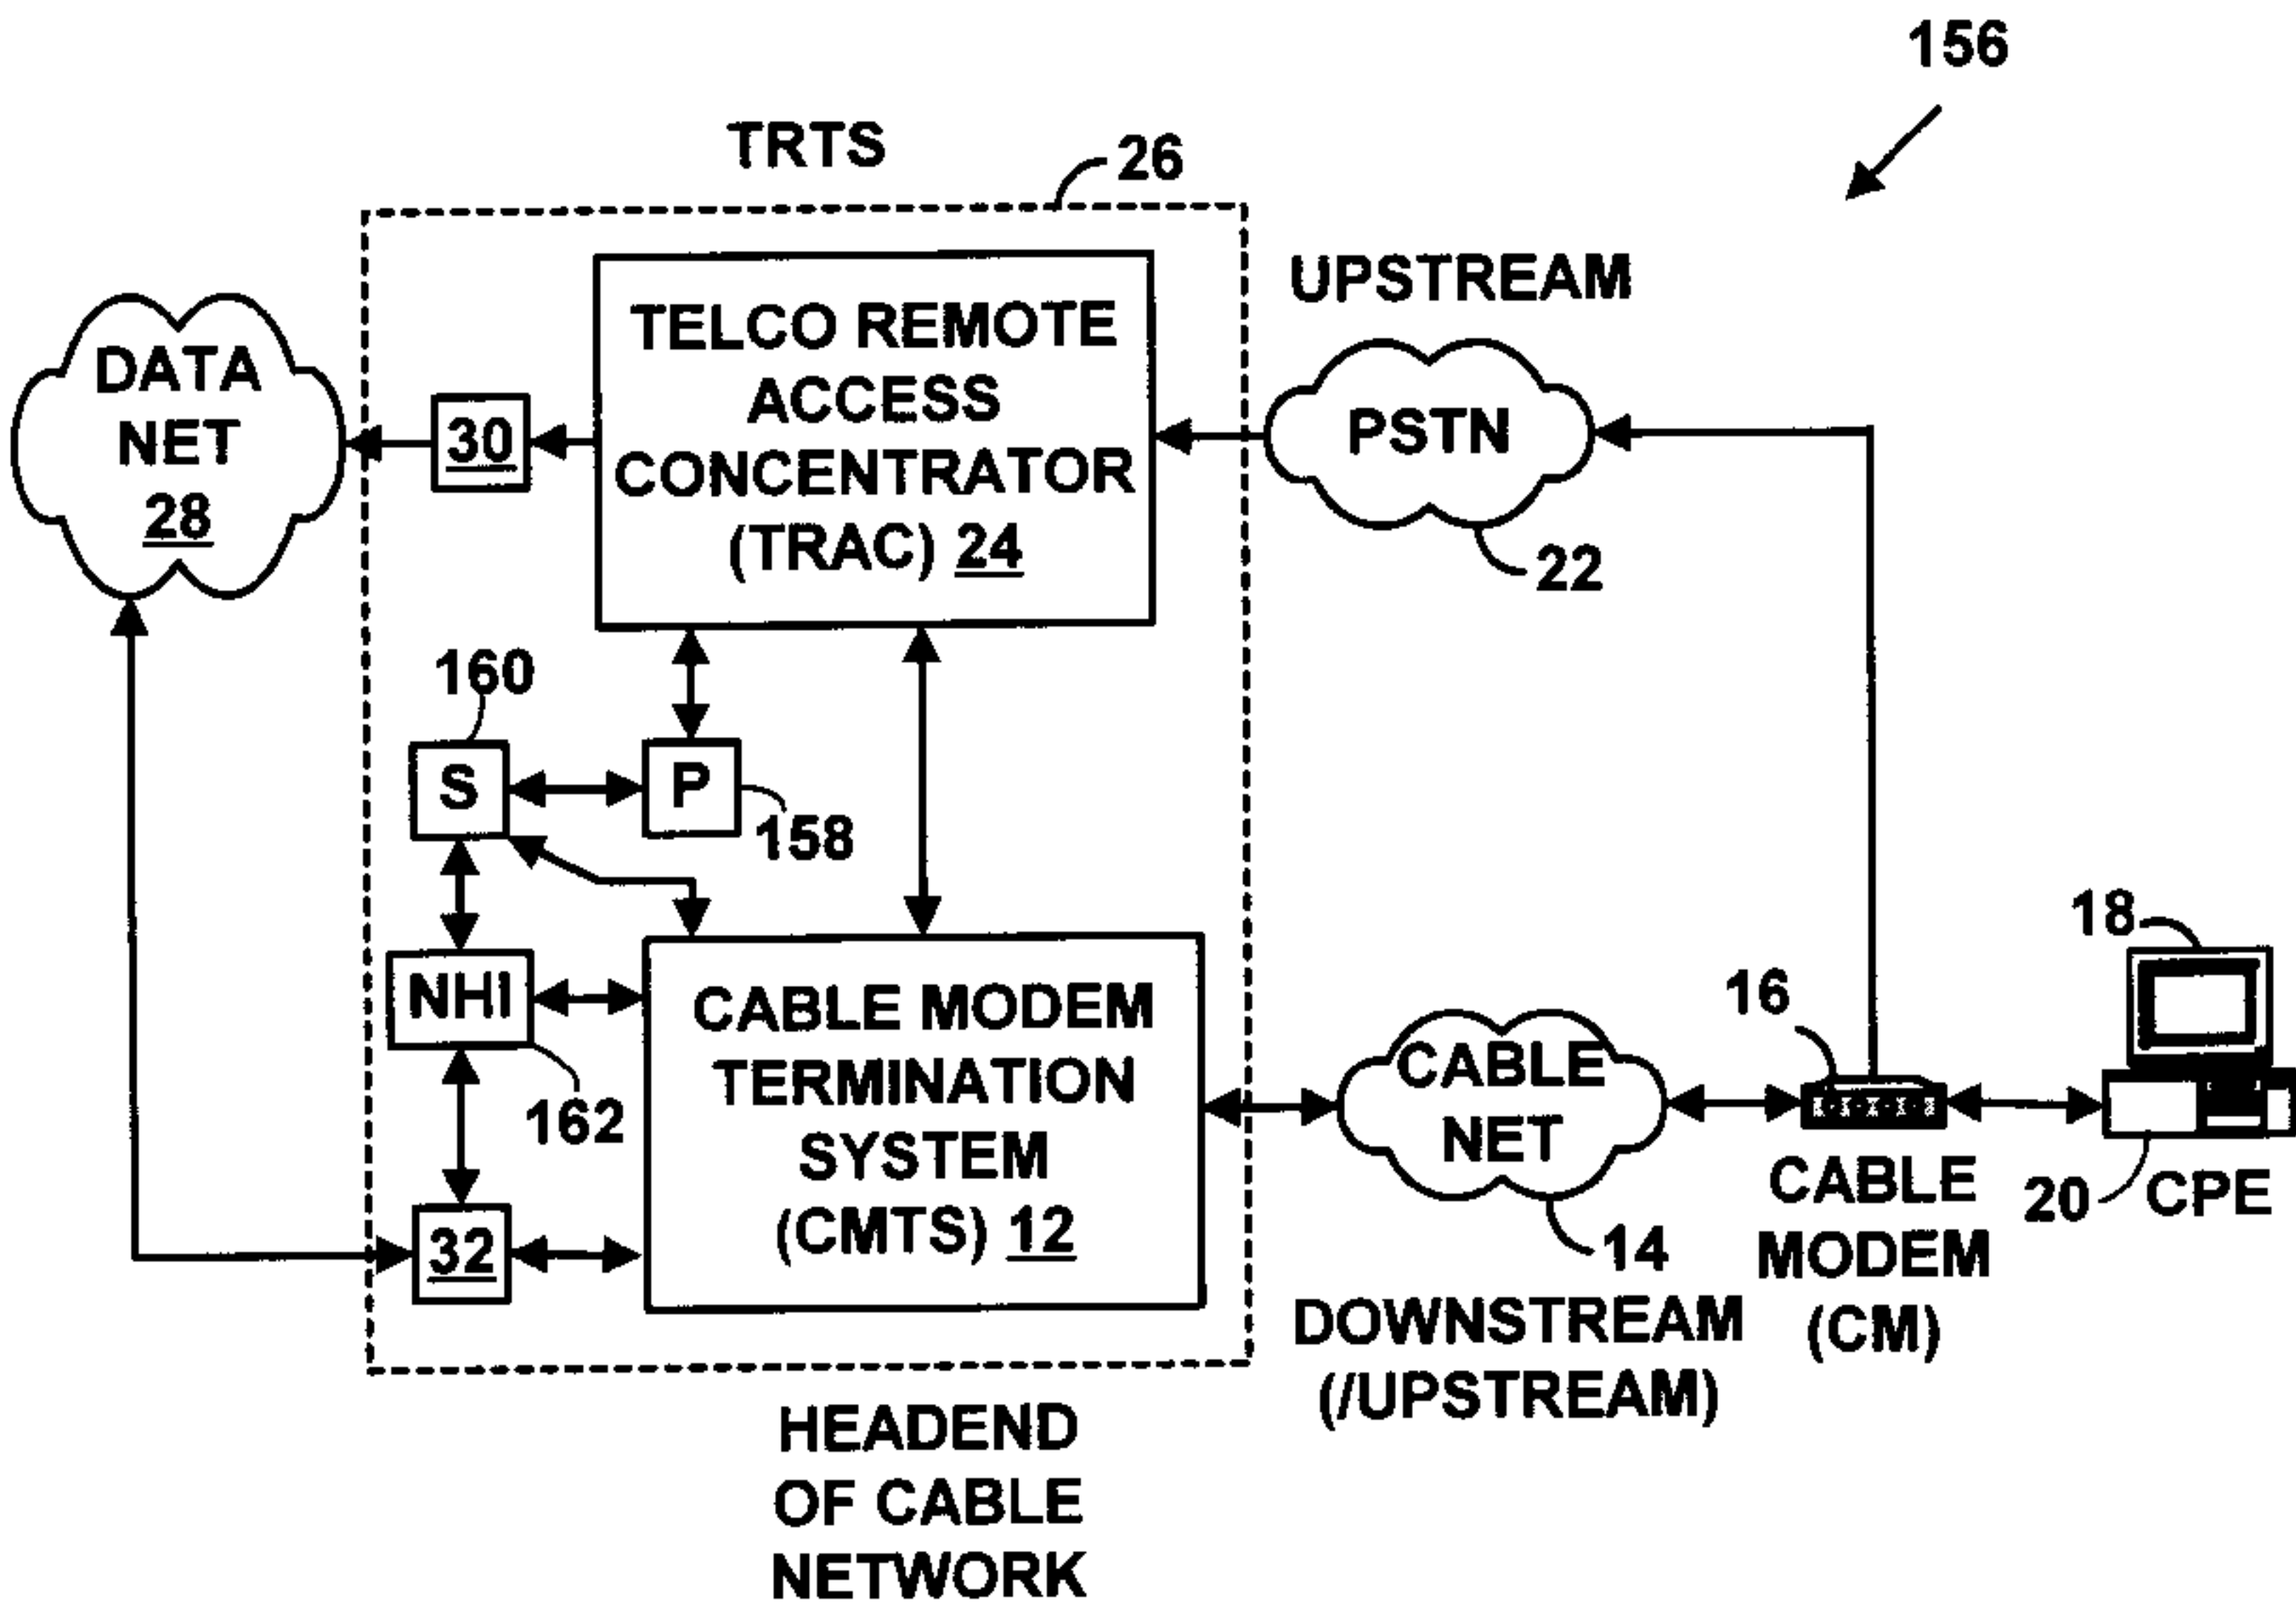 156
TRTS
26
UPSTREAM
TELCO REMOTE
ACCESS
CONCENTRATOR
(TRAC) 24
DATA
NET
28
30
PSTN
22
160
S
P
158
NHI
162
32
CABLE MODEM
TERMINATION
SYSTEM
(CMTS) 12
CABLE
NET
14
16
18
20
CPE
CABLE
MODEM
(CM)
DOWNSTREAM
(/UPSTREAM)
HEADEND
OF CABLE
NETWORK